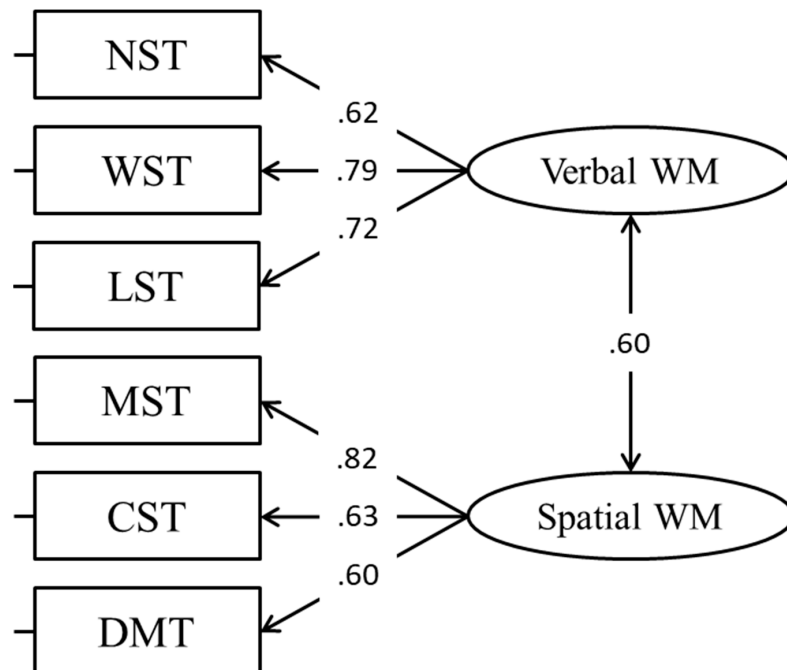 NST
.62
WST
.79
Verbal WM
.72
LST
.60
MST
.82
CST
.63
Spatial WM
.60
DMT